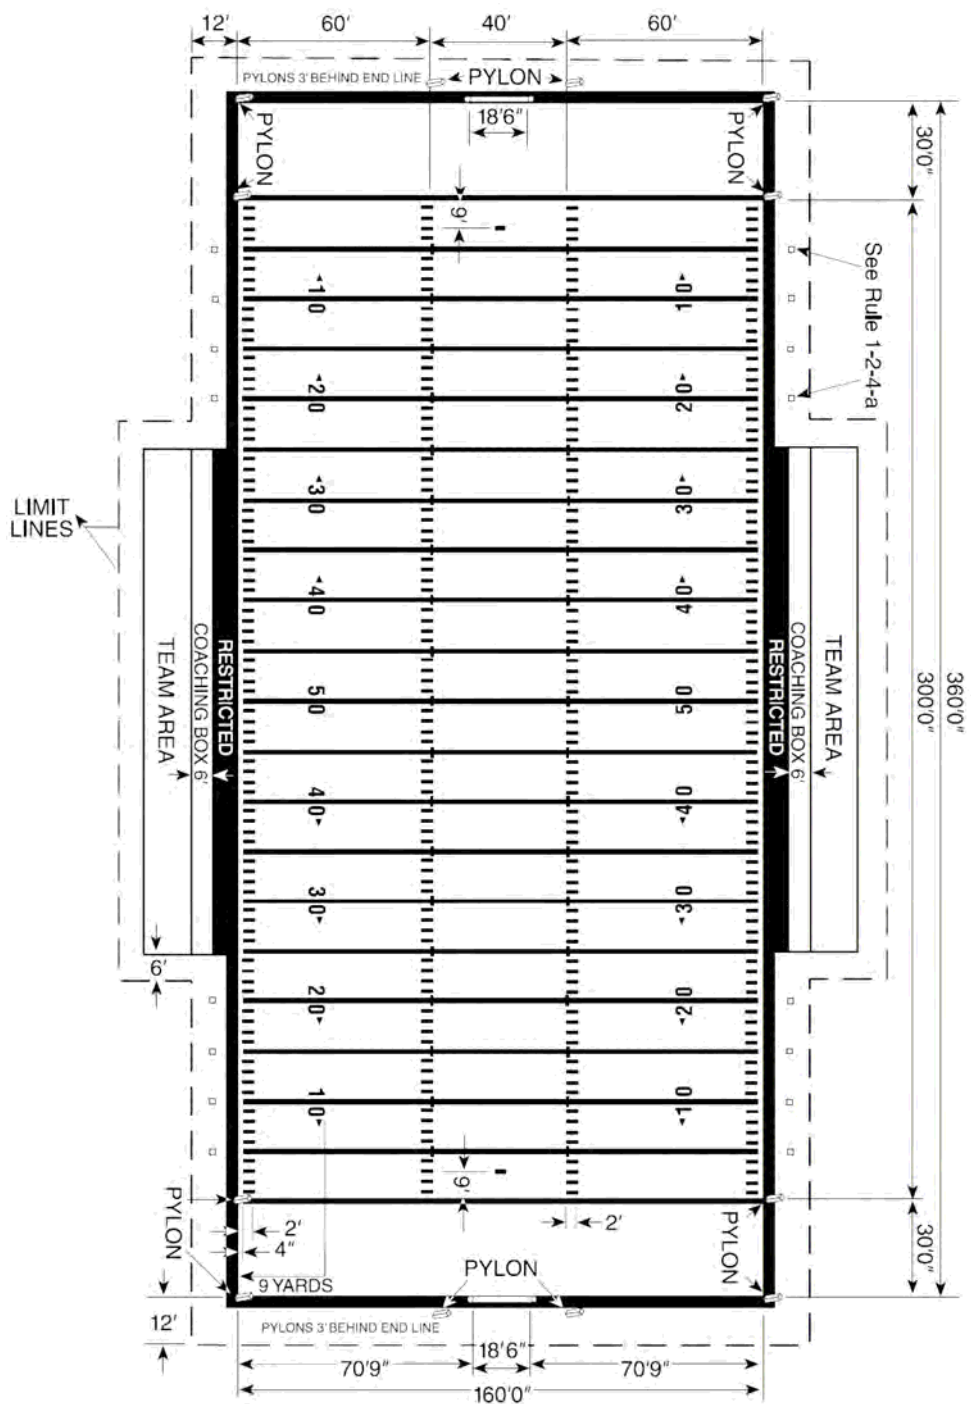 12' 60' 40' 60'
PYLONS 3' BEHIND END LINE PYLON
18'6"
PYLON PYLON 30'0"
9'
See Rule 1-2-4-a
10 10
20 20
LIMIT
LINES
30 30
40 40
TEAM AREA COACHING BOX 6' RESTRICTED RESTRICTED COACHING BOX 6' TEAM AREA
300'0" 360'0"
50 50
40 40
30 30
6'
20 20
10 10
9'
PYLON 2' 2' PYLON 30'0"
4"
9 YARDS PYLON
12' PYLONS 3' BEHIND END LINE
18'6"
70'9" 70'9"
160'0"